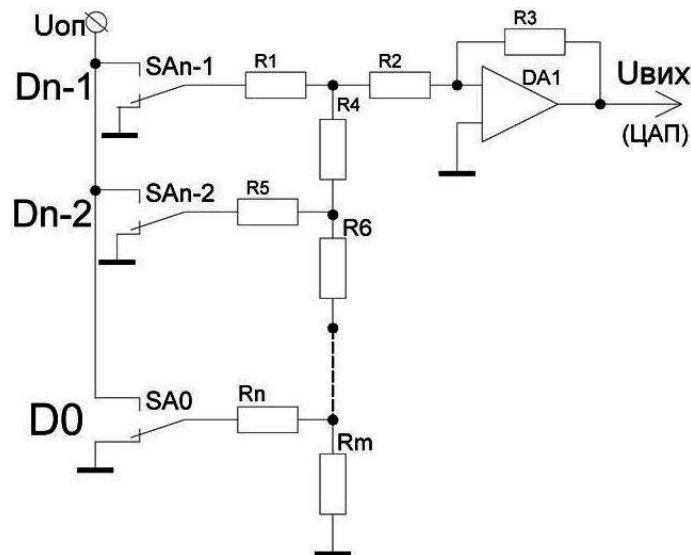 Uоп
R3
Dn-1
SAn-1
R1
R2
DA1
Uвих
R4
(ЦАП)
Dn-2
SAn-2
R5
R6
D0
SA0
Rn
Rm